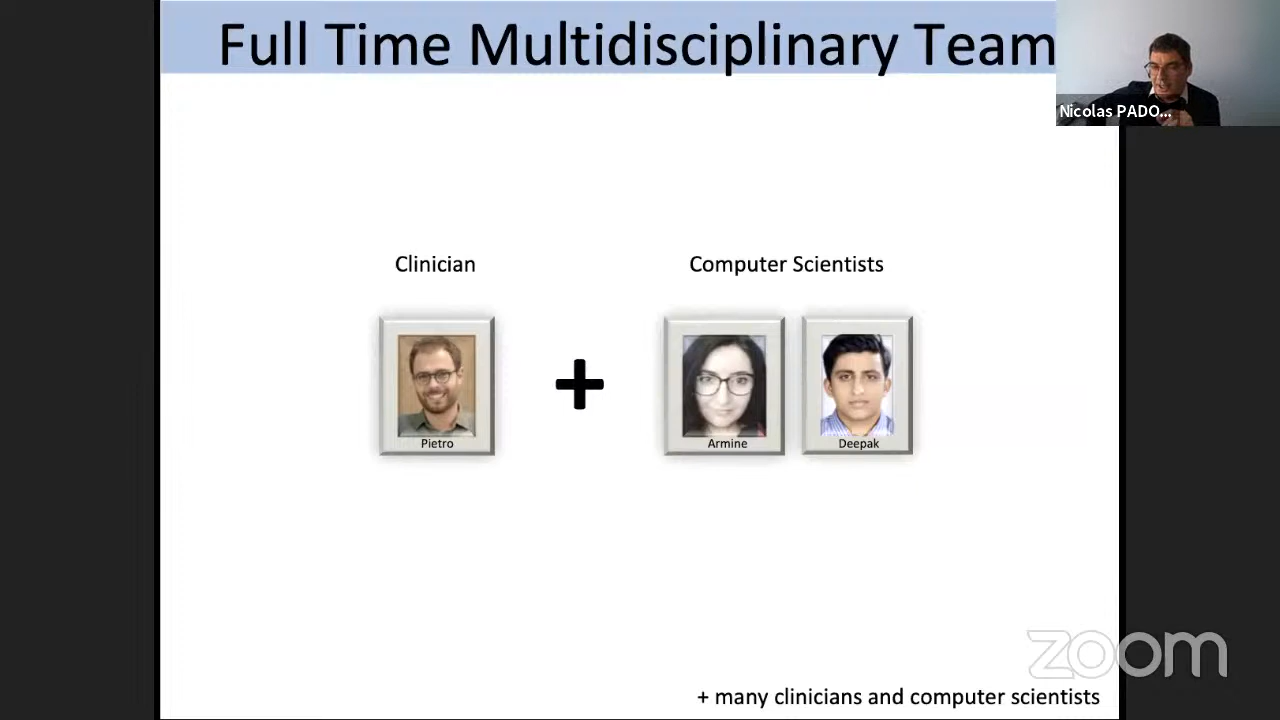 Full Time Multidisciplinary Team
Nicolas PADO...
Clinician
Computer Scientists
+
Pietro
Armine
Deepak
zoom
+ many clinicians and computer scientists